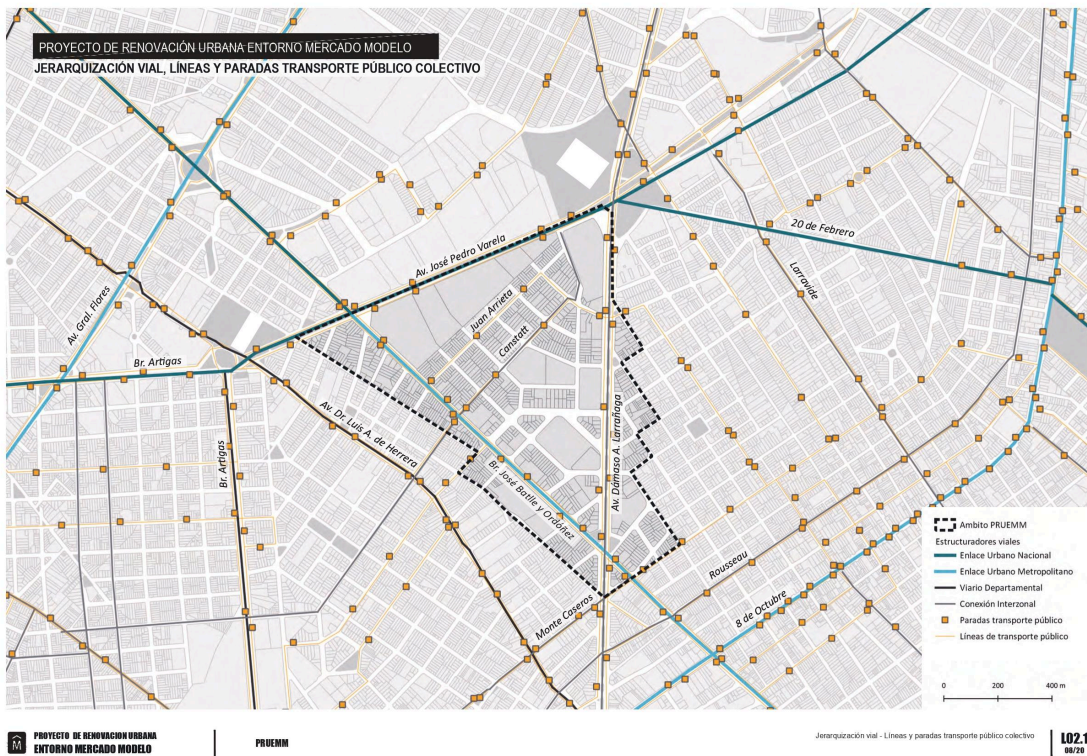 PROYECTO DE RENOVACIÓN URBANA ENTORNO MERCADO MODELO
JERARQUIZACIÓN VIAL, LÍNEAS Y PARADAS TRANSPORTE PÚBLICO COLECTIVO
Av. José Pedro Varela
20 de Febrero
Larravide
Av. Gral. Flores
Juan Arrieta
Canstatt
Br. Artigas
Av. Dr. Luis A. de Herrera
Br. Artigas
Av. Dámaso A. Larrañaga
Br. José Batlle y Ordóñez
Rousseau
Monte Caseros
8 de Octubre
Ambito PRUEMM
Estructuradores viales
Enlace Urbano Nacional
Enlace Urbano Metropolitano
Viario Departamental
Conexión Interzonal
Paradas transporte público
Líneas de transporte público
0 200 400 m
PROYECTO DE RENOVACION URBANA
ENTORNO MERCADO MODELO
PRUEMM
Jerarquización vial - Líneas y paradas transporte público colectivo
L02.1
08/20